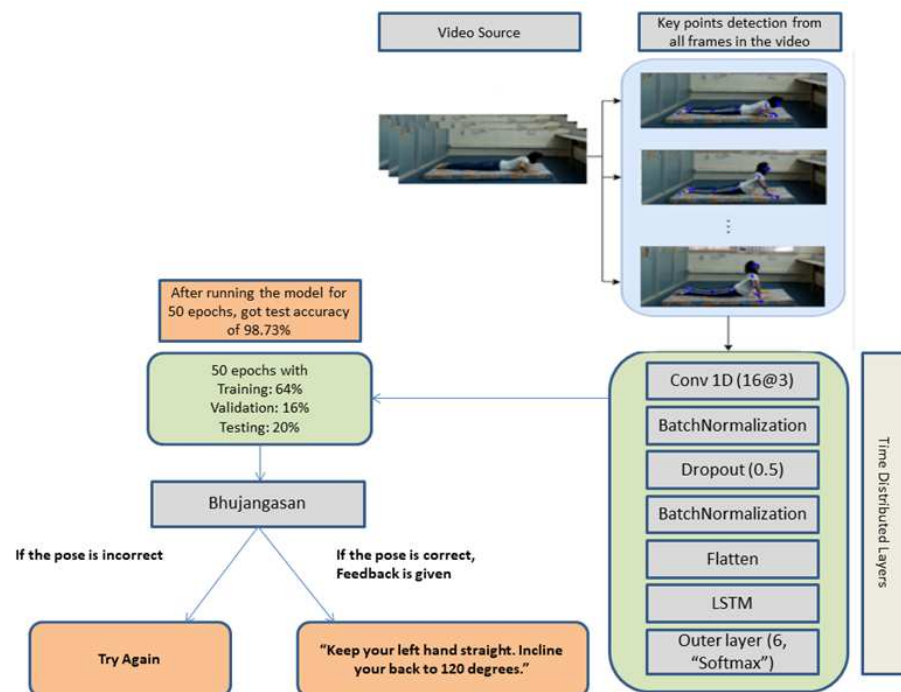 Video Source
Key points detection from
all frames in the video
⋮
After running the model for
50 epochs, got test accuracy
of 98.73%
50 epochs with
Training: 64%
Validation: 16%
Testing: 20%
Conv 1D (16@3)
BatchNormalization
Dropout (0.5)
BatchNormalization
Flatten
LSTM
Outer layer (6,
“Softmax”)
Time Distributed Layers
Bhujangasan
If the pose is incorrect
If the pose is correct,
Feedback is given
Try Again
“Keep your left hand straight. Incline
your back to 120 degrees.”